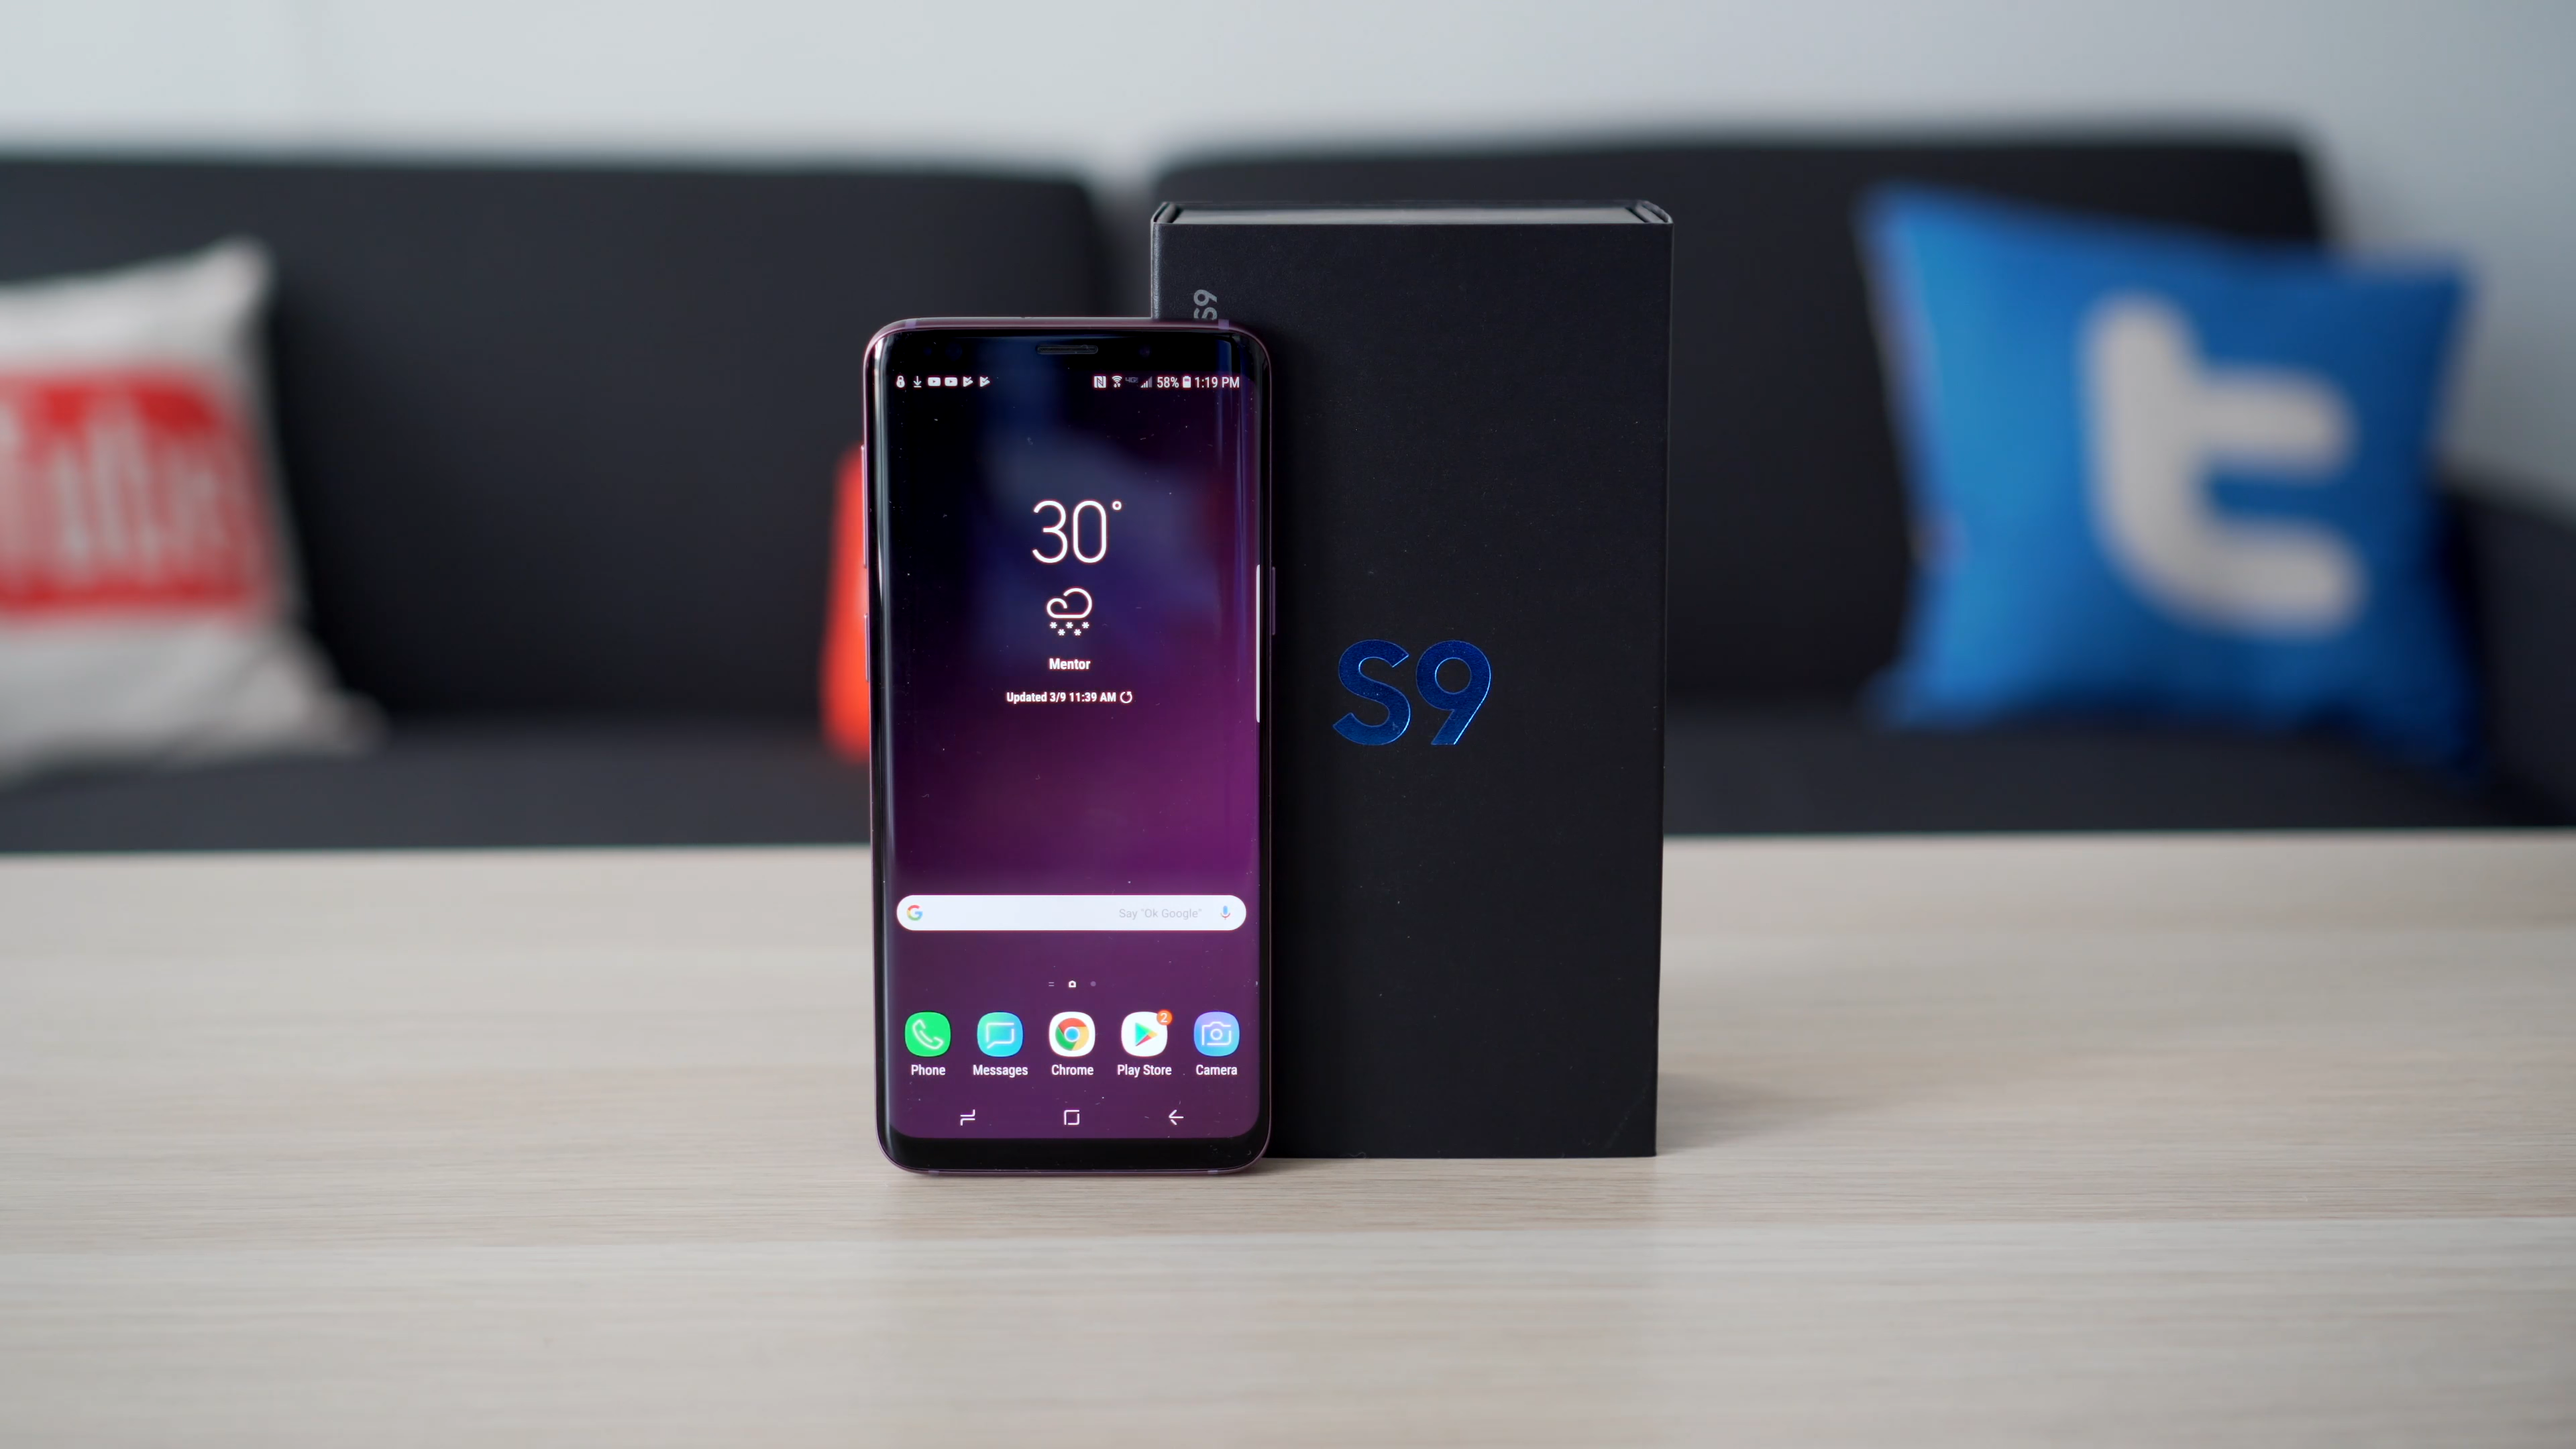 S9
58% 1:19 PM
30°
Mentor
Updated 3/9 11:39 AM
S9
Say "Ok Google"
2
Phone Messages Chrome Play Store Camera
t